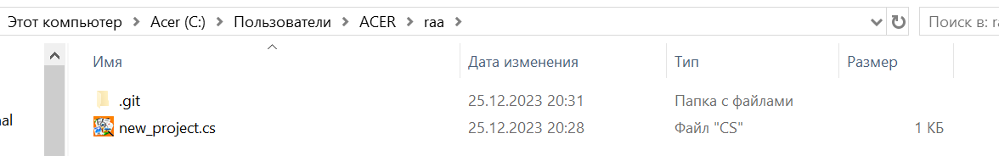 Этот компьютер > Acer (C:) > Пользователи > ACER > raa > Поиск в: ra
Имя Дата изменения Тип Размер
.git 25.12.2023 20:31 Папка с файлами
nal new_project.cs 25.12.2023 20:28 Файл "CS" 1 КБ